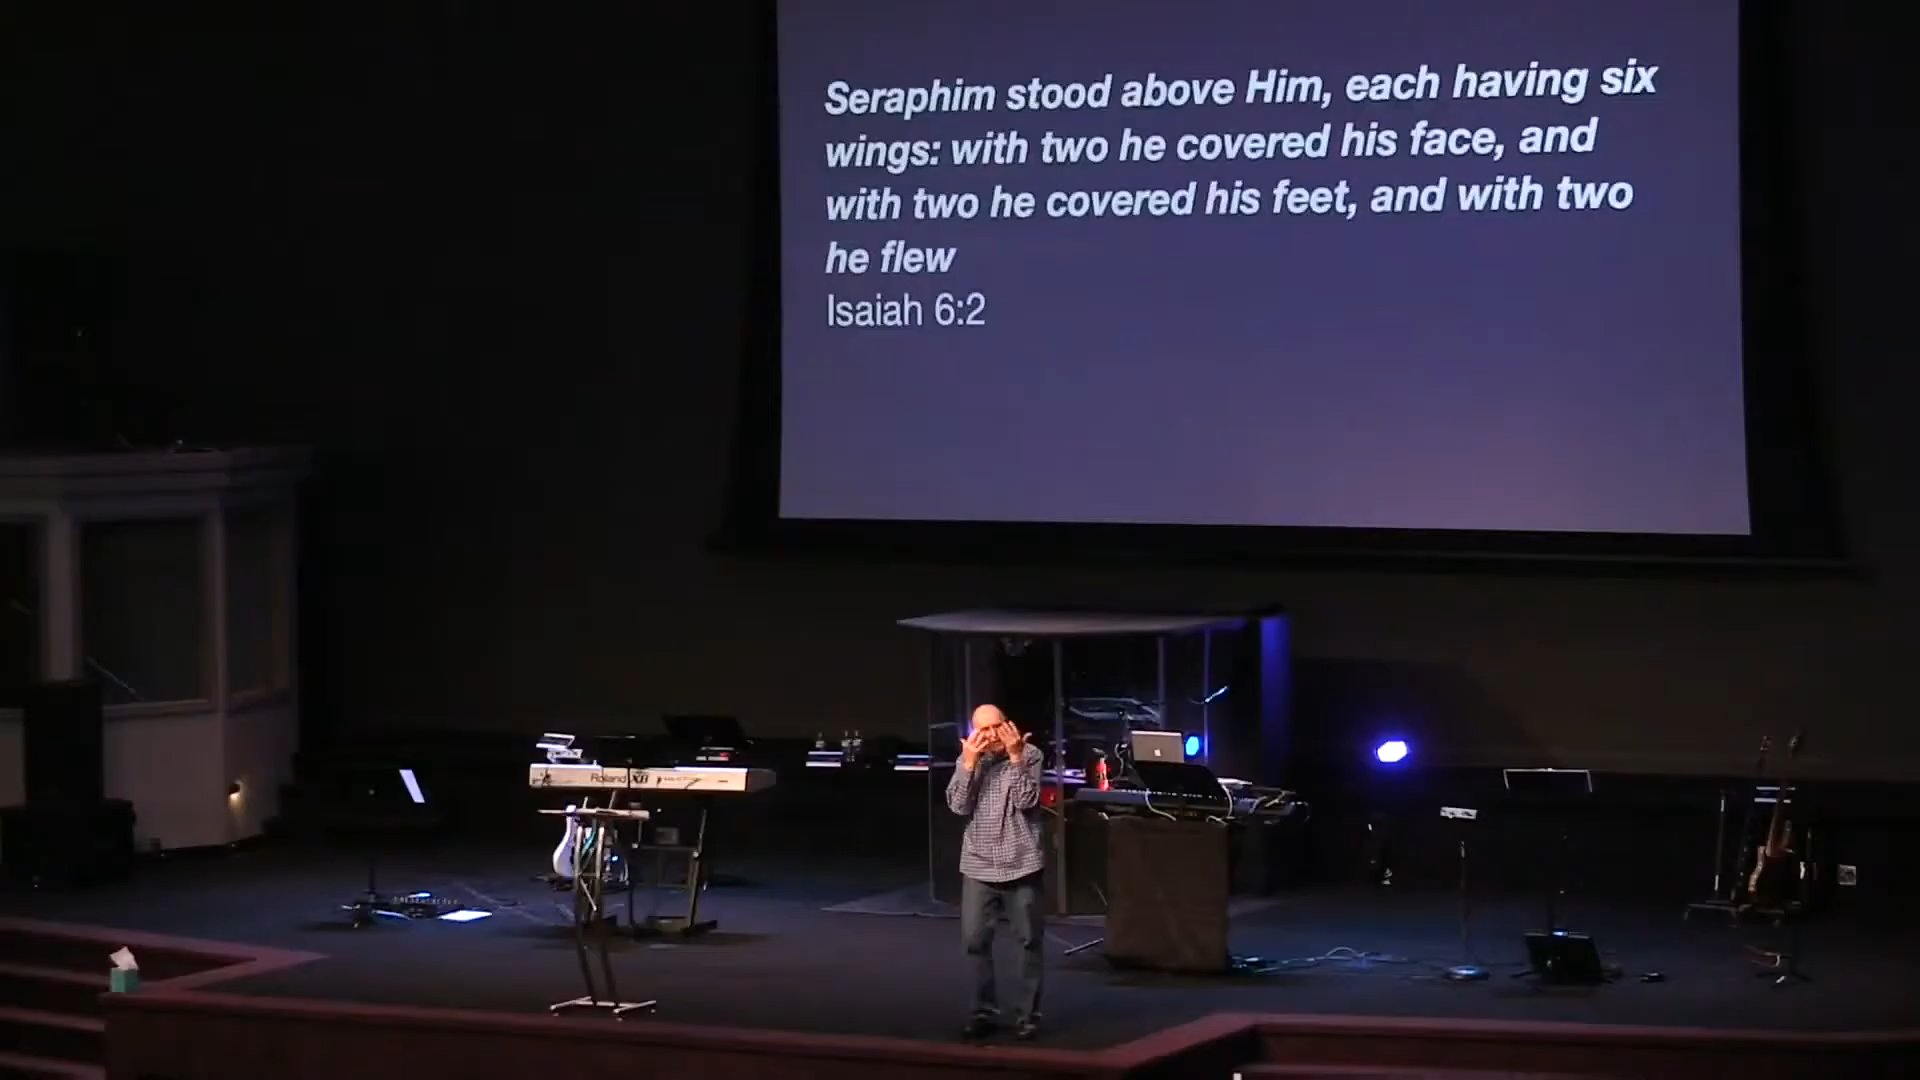 Seraphim stood above Him, each having six
wings: with two he covered his face, and
with two he covered his feet, and with two
he flew
Isaiah 6:2
Roland